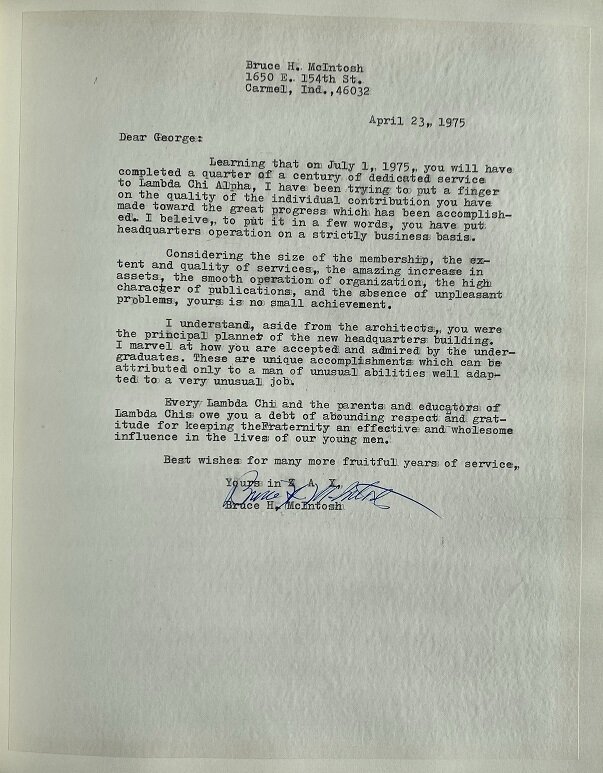 Bruce H. McIntosh
1650 E. 154th St.
Carmel, Ind.,46032
April 23, 1975
Dear George:
Learning that on July 1, 1975, you will have
completed a quarter of a century of dedicated service
to Lambda Chi Alpha, I have been trying to put a finger
on the quality of the individual contribution you have
made toward the great progress which has been accomplish-
ed. I beleive, to put it in a few words, you have put
headquarters operation on a strictly business basis.
Considering the size of the membership, the ex-
tent and quality of services, the amazing increase in
assets, the smooth operation of organization, the high
character of publications, and the absence of unpleasant
problems, yours is no small achievement.
I understand, aside from the architects, you were
the principal planner of the new headquarters building.
I marvel at how you are accepted and admired by the under-
graduates. These are unique accomplishments which can be
attributed only to a man of unusual abilities well adap-
ted to a very unusual job.
Every Lambda Chi and the parents and educators of
Lambda Chis owe you a debt of abounding respect and grat-
itude for keeping theFraternity an effective and wholesome
influence in the lives of our young men.
Best wishes for many more fruitful years of service,
Yours in Z A X
Bruce H. McIntosh
Bruce H. McIntosh